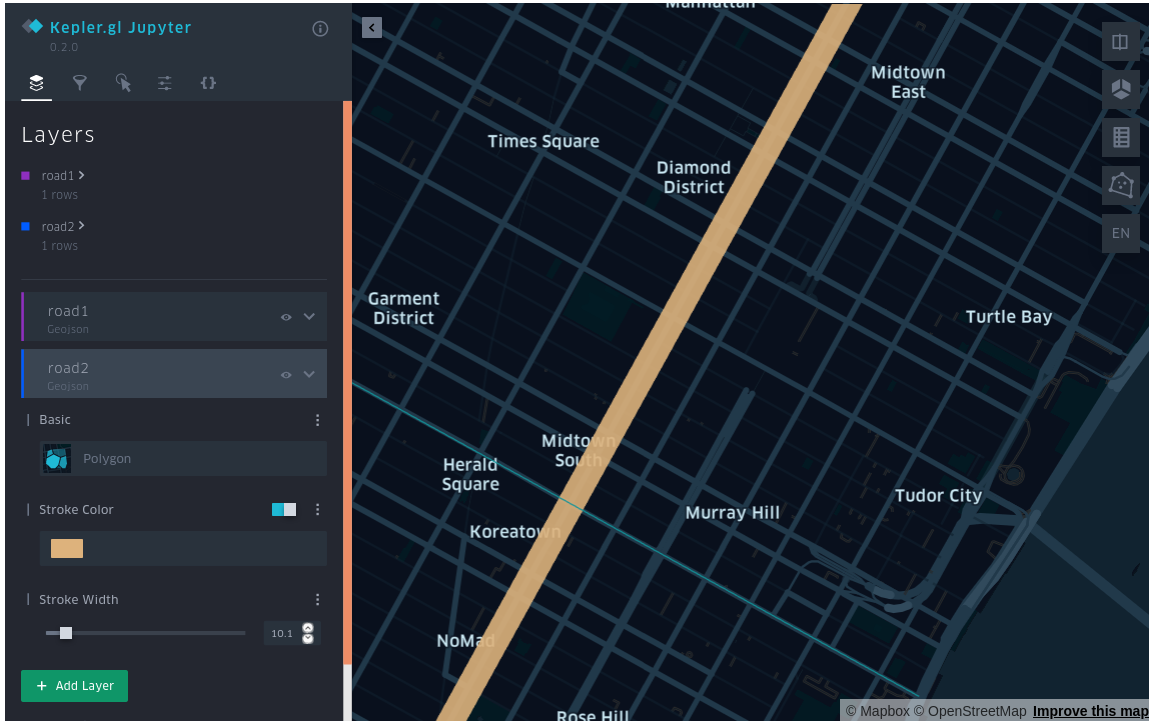 Kepler.gl Jupyter
0.2.0
Layers
road1
1 rows
road2
1 rows
road1
Geojson
road2
Geojson
Basic
Polygon
Stroke Color
Stroke Width
10.1
+ Add Layer
Manhattan
Midtown
East
Times Square
Diamond
District
EN
Garment
District
Turtle Bay
Midtown
South
Herald
Square
Tudor City
Murray Hill
Koreatown
NoMad
Rose Hill
© Mapbox © OpenStreetMap Improve this map